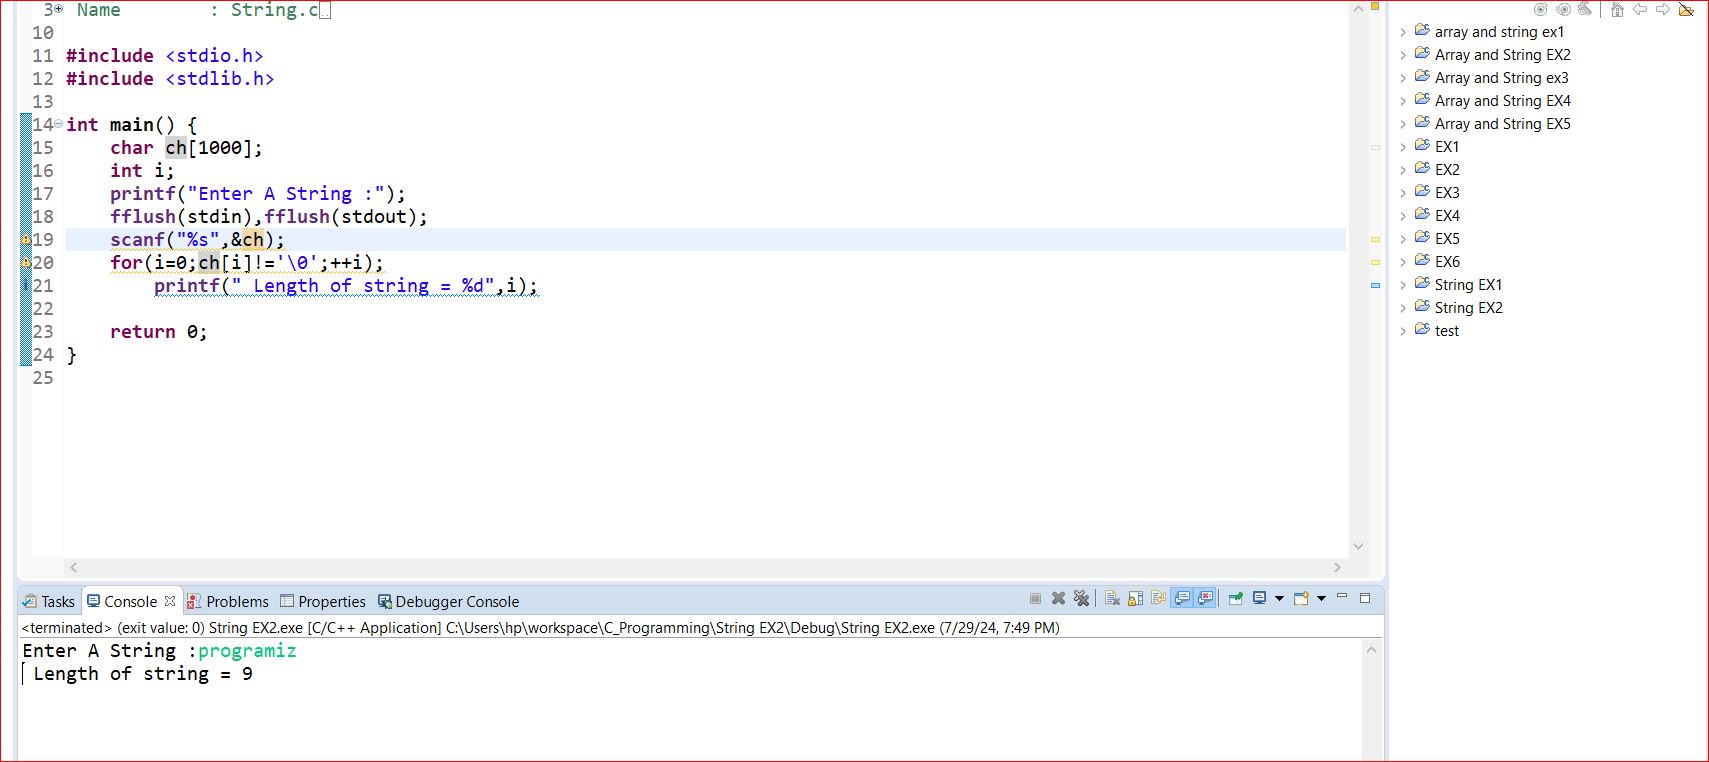 3 Name        : String.c
10
11 #include <stdio.h>
12 #include <stdlib.h>
13
14 int main() {
15     char ch[1000];
16     int i;
17     printf("Enter A String :");
18     fflush(stdin),fflush(stdout);
19     scanf("%s",&ch);
20     for(i=0;ch[i]!='\0';++i);
21         printf(" Length of string = %d",i);
22
23     return 0;
24 }
25
array and string ex1
Array and String EX2
Array and String ex3
Array and String EX4
Array and String EX5
EX1
EX2
EX3
EX4
EX5
EX6
String EX1
String EX2
test
Tasks Console Problems Properties Debugger Console
<terminated> (exit value: 0) String EX2.exe [C/C++ Application] C:\Users\hp\workspace\C_Programming\String EX2\Debug\String EX2.exe (7/29/24, 7:49 PM)
Enter A String :programiz
 Length of string = 9